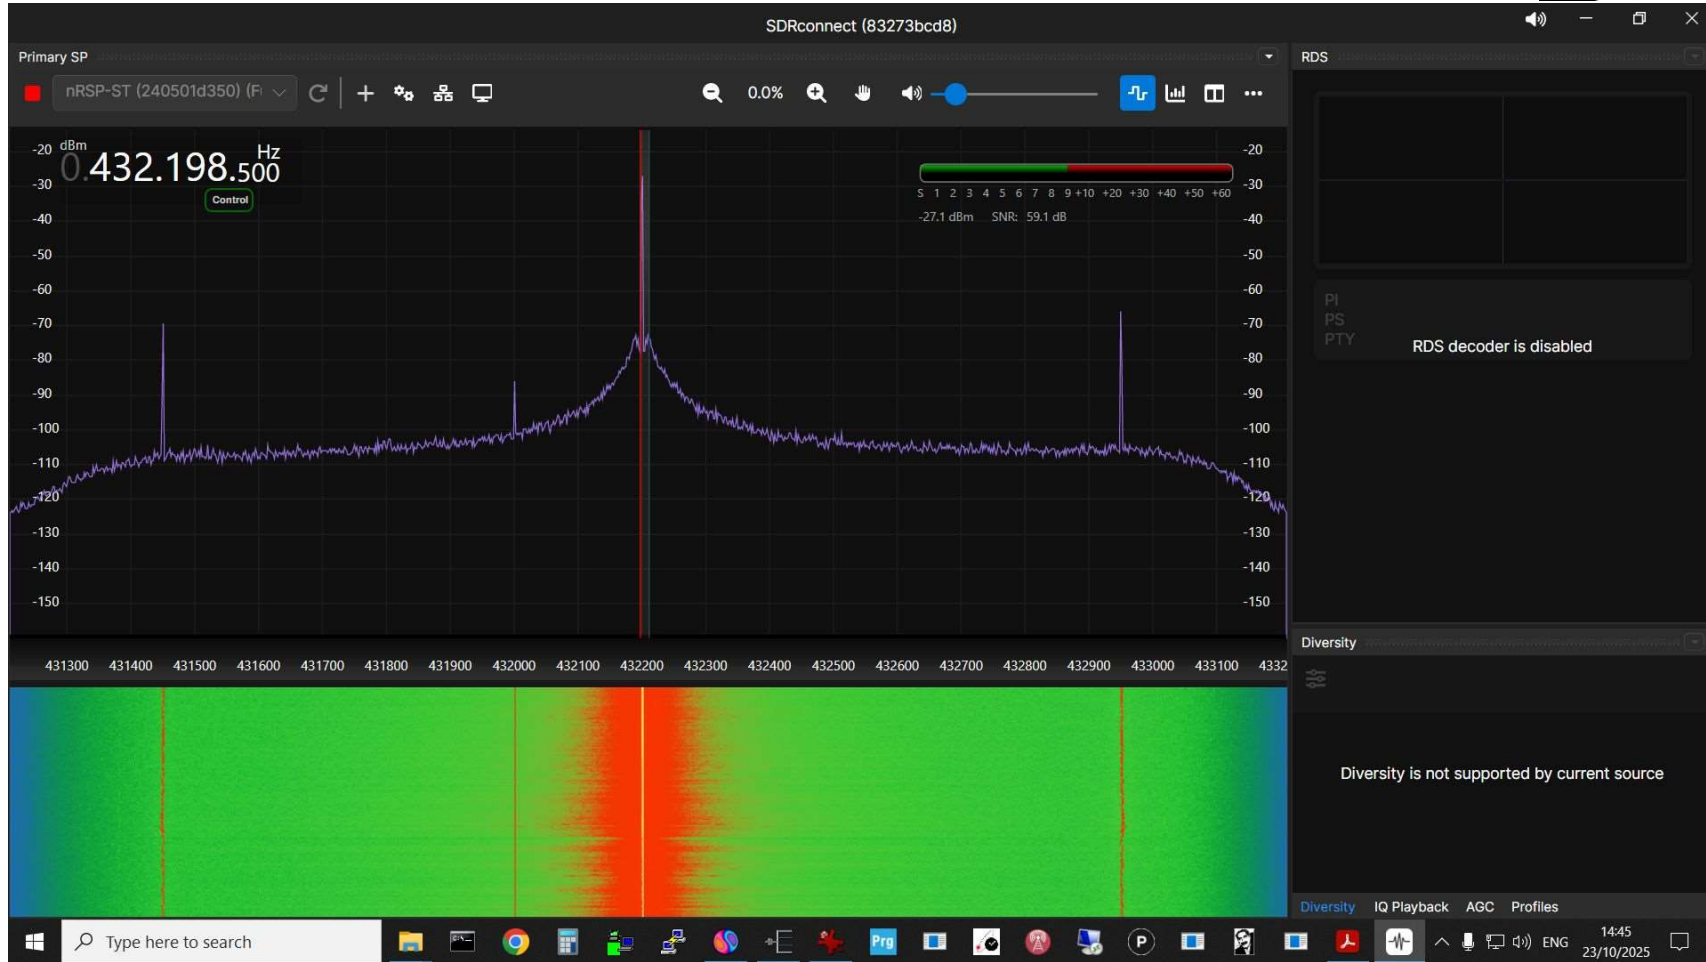 SDRconnect (83273bcd8)
Primary SP
RDS
nRSP-ST (240501d350) (F
0.0%
dBm
0.432.198.500
Hz
Control
-20
-30
-40
-50
-60
-70
-80
-90
-100
-110
-120
-130
-140
-150
S 1 2 3 4 5 6 7 8 9 +10 +20 +30 +40 +50 +60
-27.1 dBm SNR: 59.1 dB
-20
-30
-40
-50
-60
-70
-80
-90
-100
-110
-120
-130
-140
-150
PI
PS
PTY
RDS decoder is disabled
431300 431400 431500 431600 431700 431800 431900 432000 432100 432200 432300 432400 432500 432600 432700 432800 432900 433000 433100 4332
Diversity
Diversity is not supported by current source
Diversity IQ Playback AGC Profiles
Type here to search
Prg
P
ENG
14:45
23/10/2025